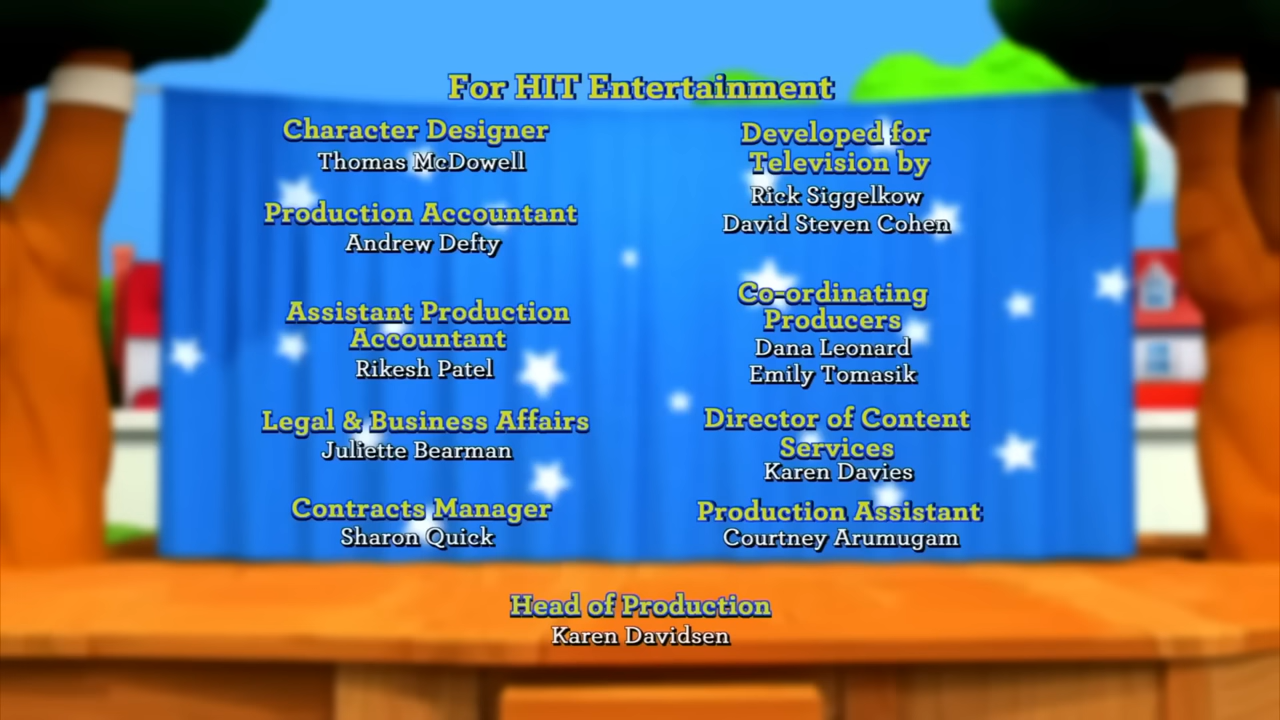 For HIT Entertainment
Character Designer
Thomas McDowell
Production Accountant
Andrew Defty
Assistant Production
Accountant
Rikesh Patel
Legal & Business Affairs
Juliette Bearman
Contracts Manager
Sharon Quick
Developed for
Television by
Rick Siggelkow
David Steven Cohen
Co-ordinating
Producers
Dana Leonard
Emily Tomasik
Director of Content
Services
Karen Davies
Production Assistant
Courtney Arumugam
Head of Production
Karen Davidsen